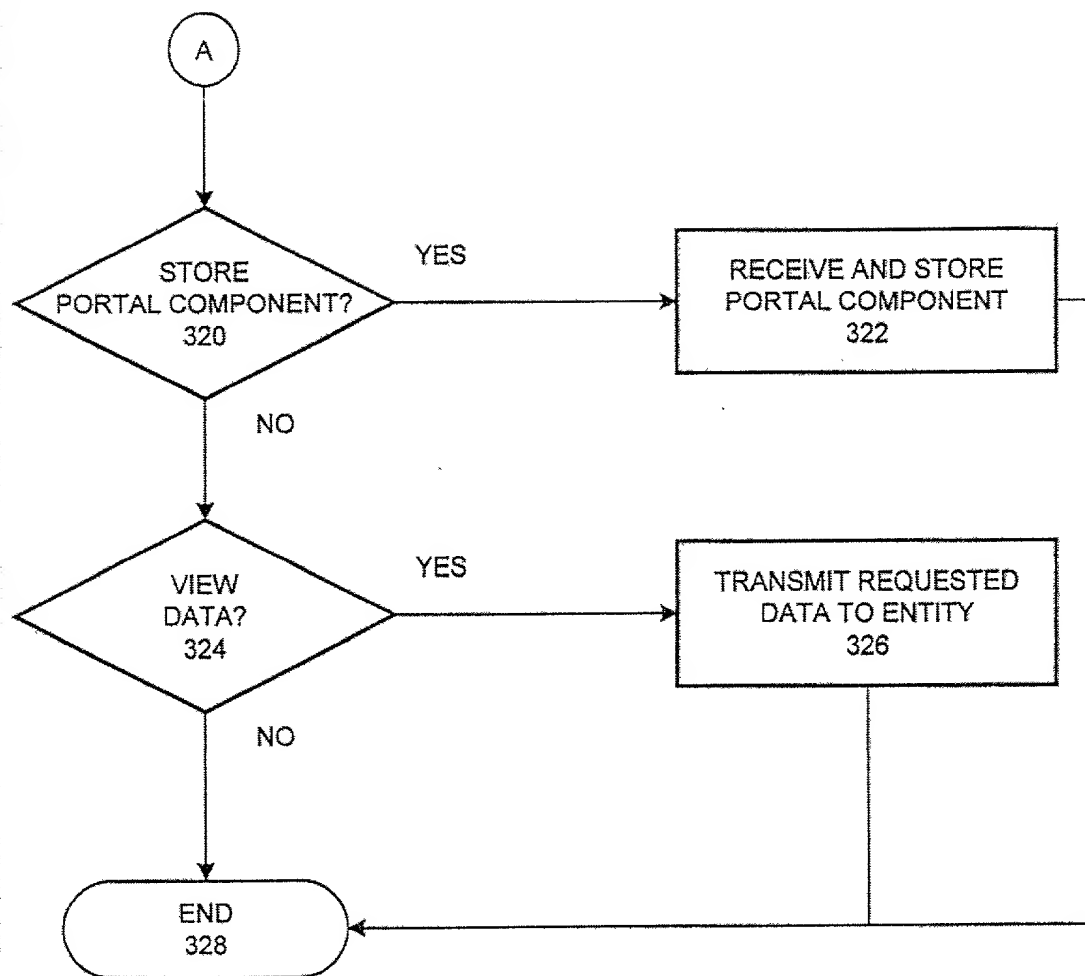 A
STORE
PORTAL COMPONENT?
320
YES
RECEIVE AND STORE
PORTAL COMPONENT
322
NO
VIEW
DATA?
324
YES
TRANSMIT REQUESTED
DATA TO ENTITY
326
NO
END
328